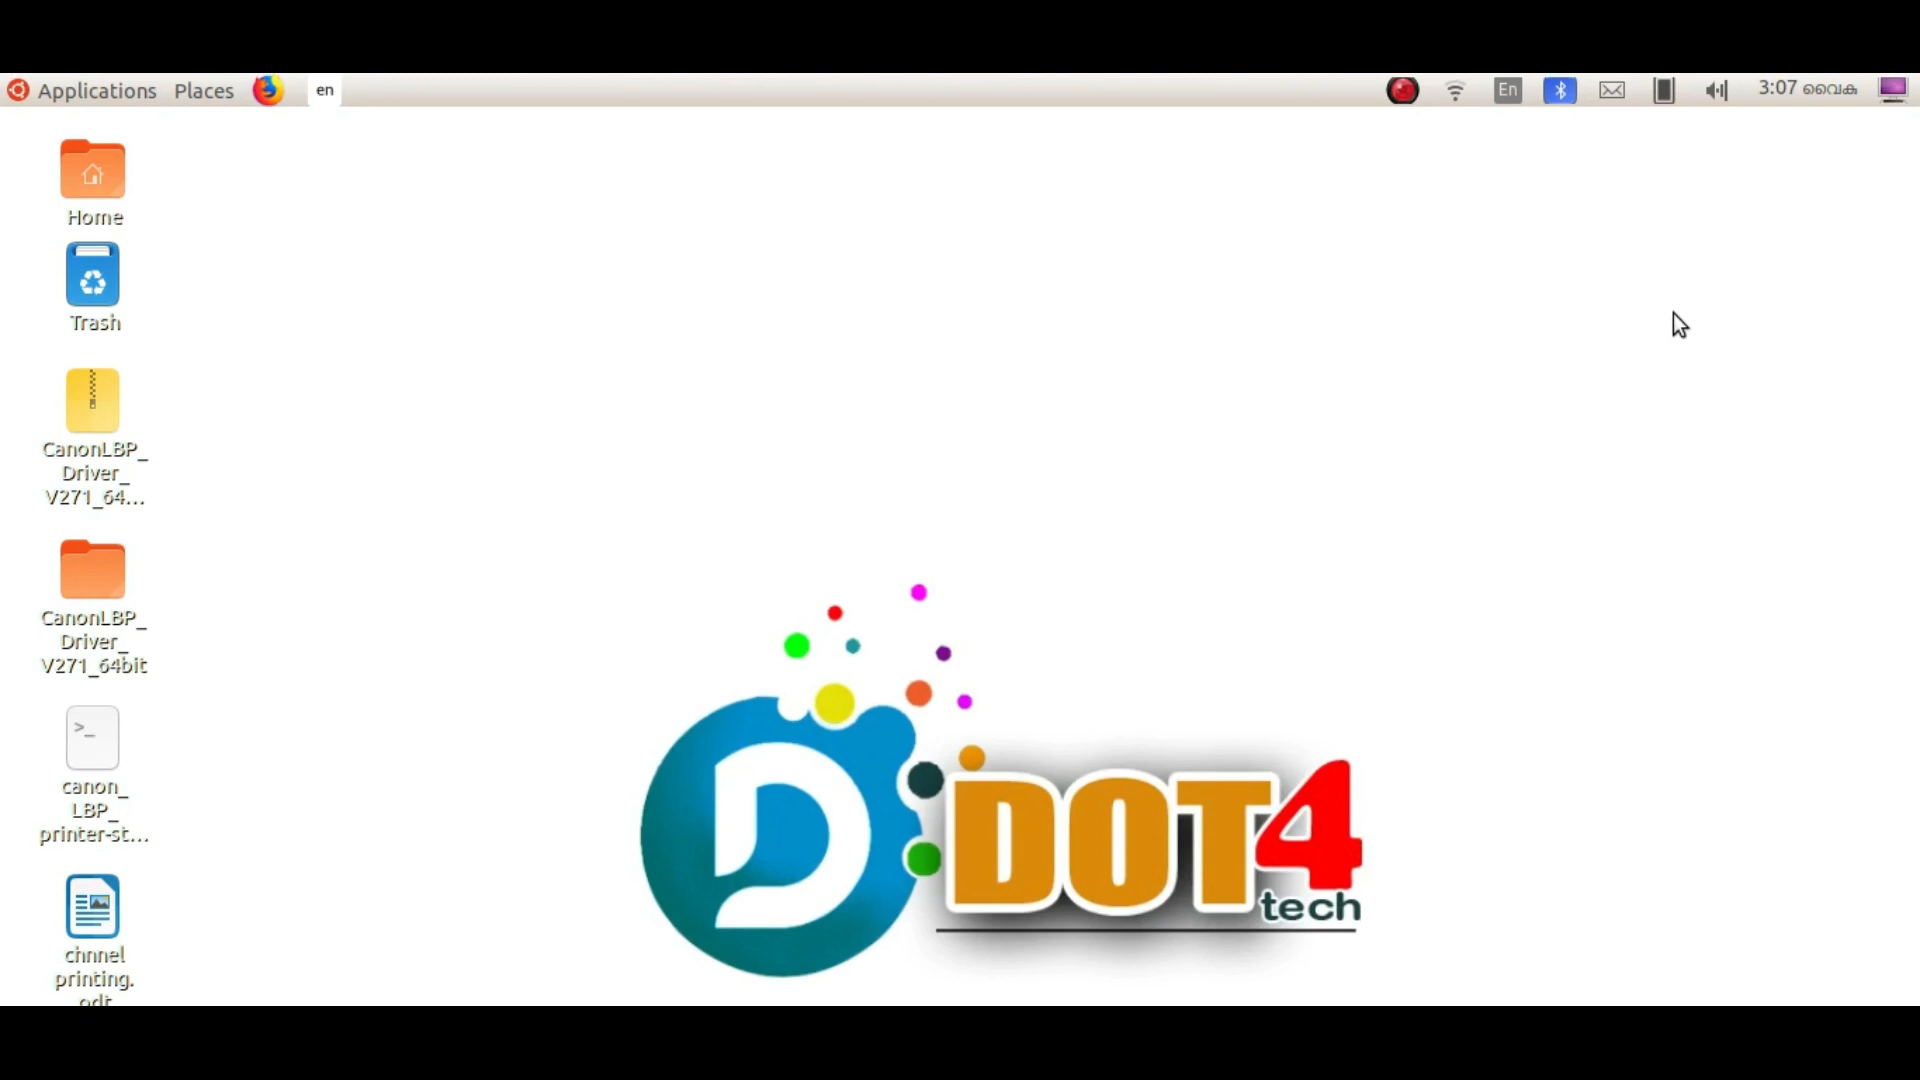 Applications Places en En 3:07 വൈകു
Home
Trash
CanonLBP_
Driver_
V271_64...
CanonLBP_
Driver_
V271_64bit
>_
canon_
LBP_
printer-st...
chnnel
printing.
odt
D DOT4
tech